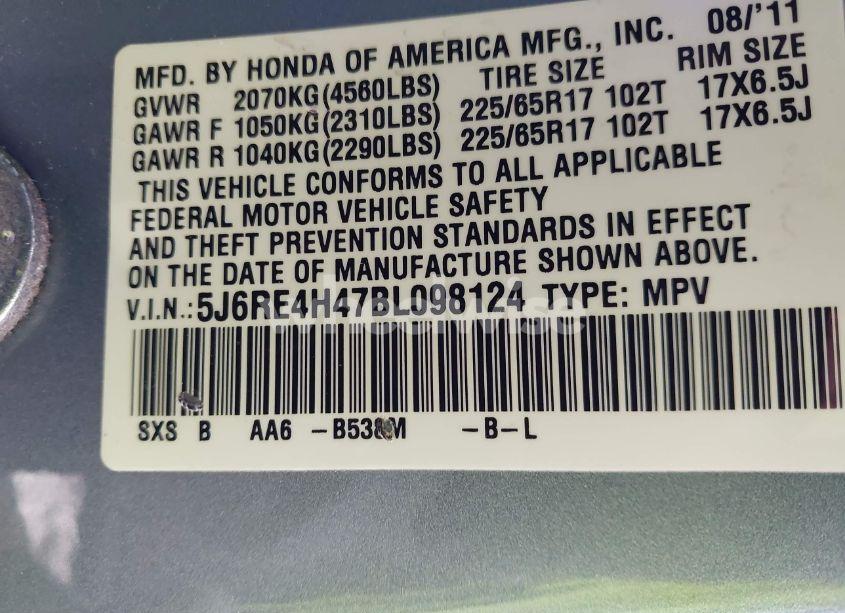 MFD. BY HONDA OF AMERICA MFG., INC. 08/'11
GVWR 2070KG(4560LBS) TIRE SIZE RIM SIZE
GAWR F 1050KG(2310LBS) 225/65R17 102T 17X6.5J
GAWR R 1040KG(2290LBS) 225/65R17 102T 17X6.5J
THIS VEHICLE CONFORMS TO ALL APPLICABLE
FEDERAL MOTOR VEHICLE SAFETY
AND THEFT PREVENTION STANDARDS IN EFFECT
ON THE DATE OF MANUFACTURE SHOWN ABOVE.
V.I.N.: 5J6RE4H47BL098124 TYPE: MPV
wheelwise
SXS B AA6 -B538M -B-L